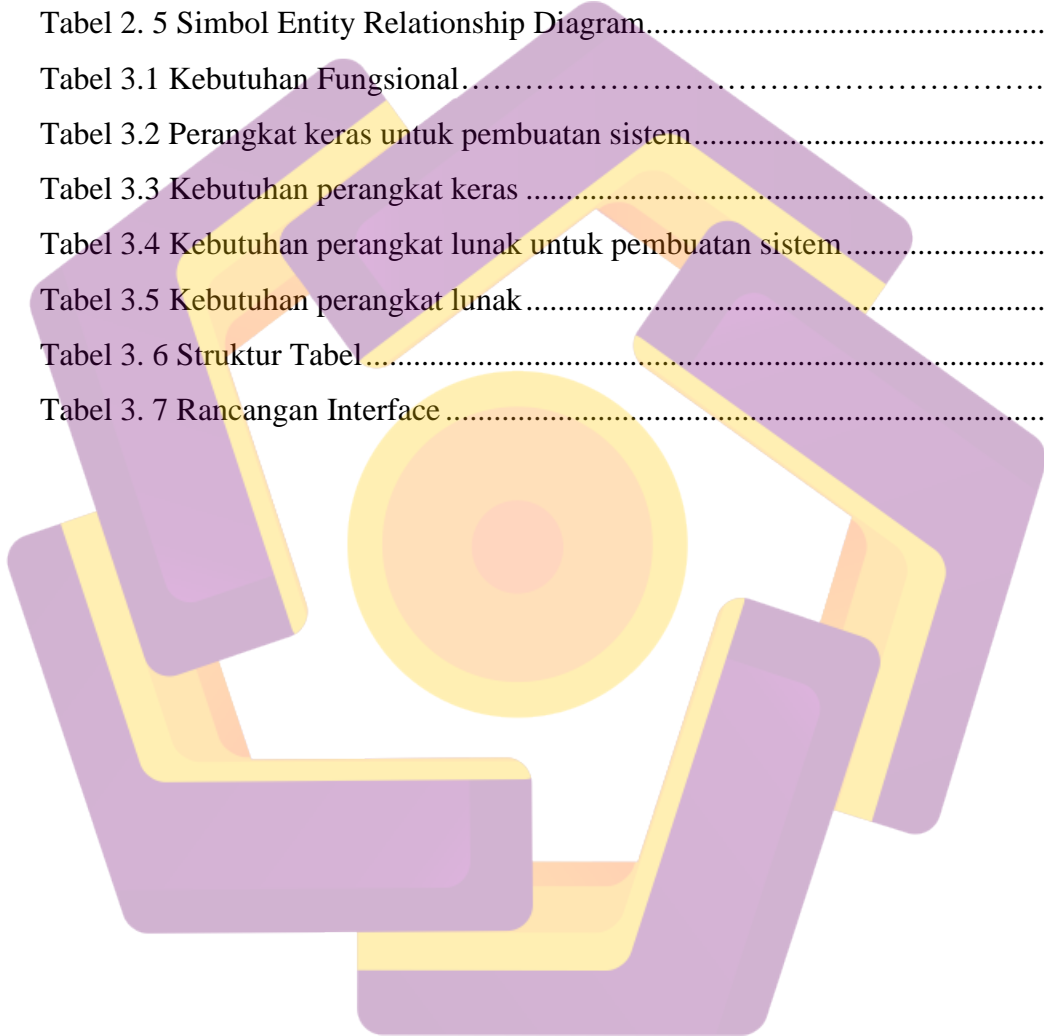 Tabel 2. 5 Simbol Entity Relationship Diagram..................................................
Tabel 3.1 Kebutuhan Fungsional……………………………………………….
Tabel 3.2 Perangkat keras untuk pembuatan sistem............................................
Tabel 3.3 Kebutuhan perangkat keras .................................................................
Tabel 3.4 Kebutuhan perangkat lunak untuk pembuatan sistem.........................
Tabel 3.5 Kebutuhan perangkat lunak.................................................................
Tabel 3. 6 Struktur Tabel.....................................................................................
Tabel 3. 7 Rancangan Interface ...........................................................................